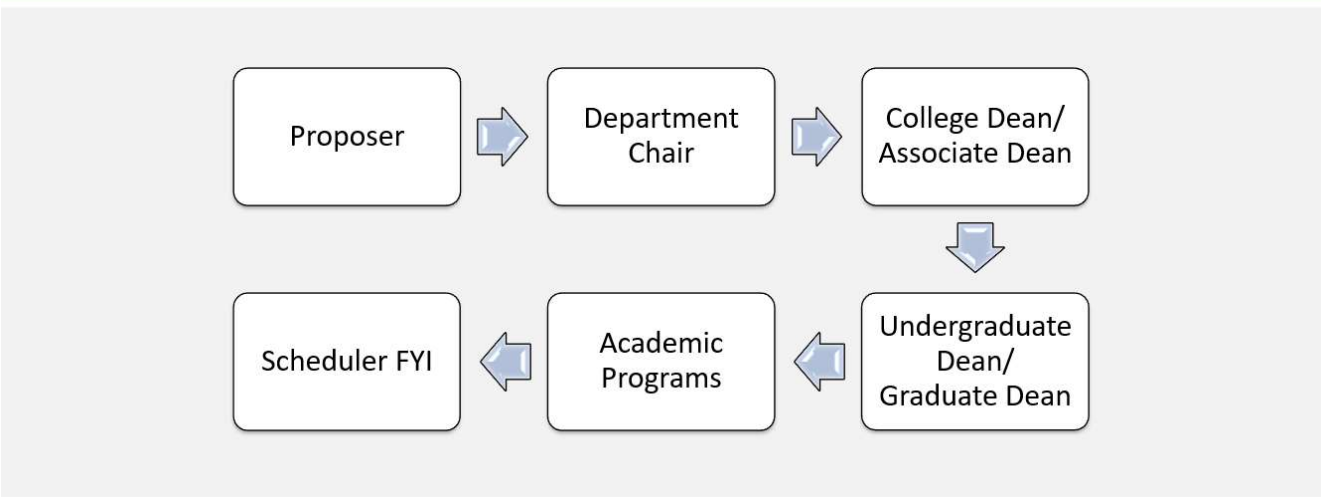 Proposer
Department
Chair
College Dean/
Associate Dean
Undergraduate
Dean/
Graduate Dean
Academic
Programs
Scheduler FYI